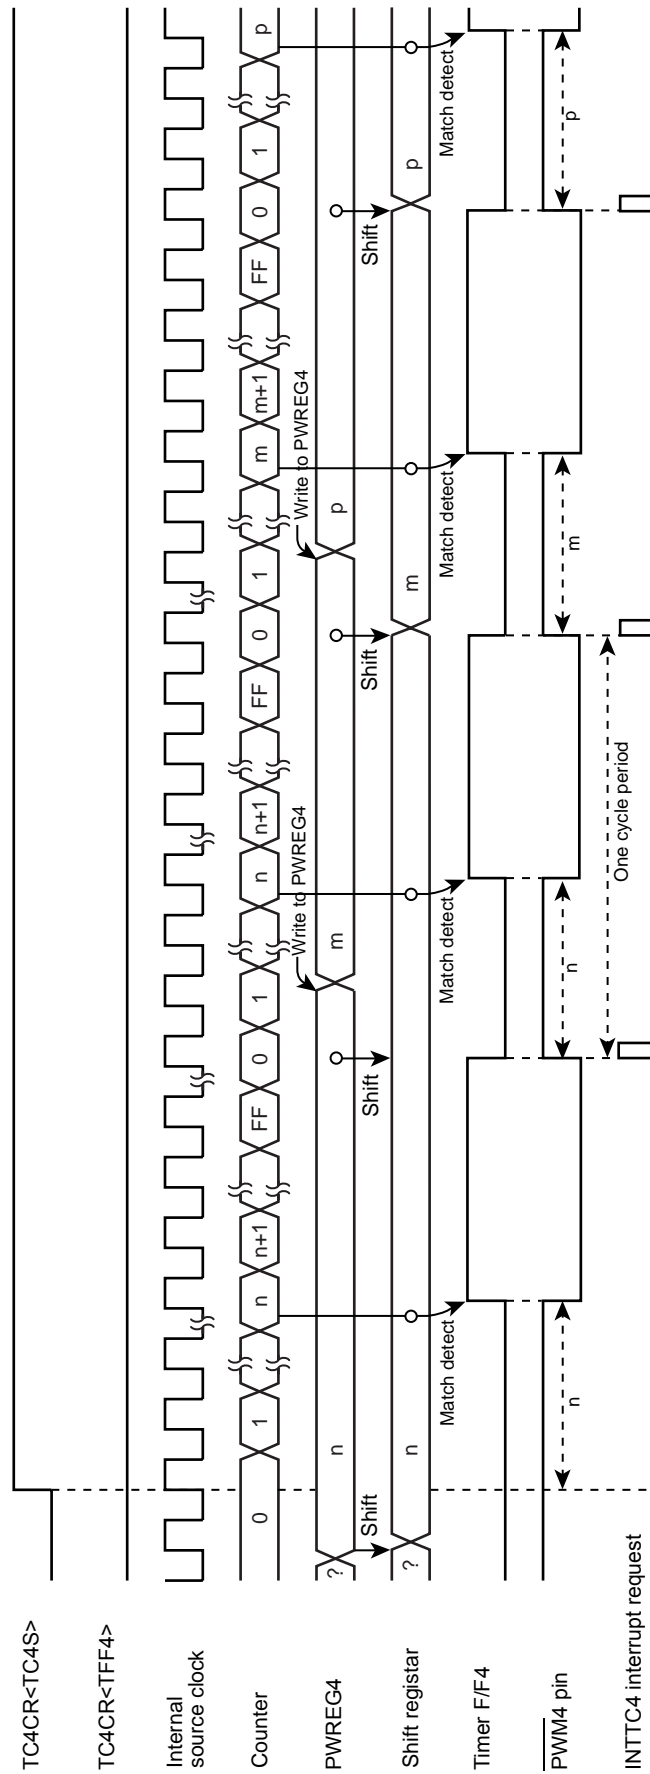 TC4CR<TC4S>
TC4CR<TFF4>
Internal
source clock
Counter 0 1 n n+1 FF 0 1 n n+1 FF 0 1 m m+1 FF 0 1 p
Write to PWREG4 Write to PWREG4
PWREG4 ? n m p
Shift Shift Shift Shift
Shift registar ? n m p
Match detect Match detect Match detect Match detect
Timer F/F4
PWM4 pin n n m p
One cycle period
INTTC4 interrupt request